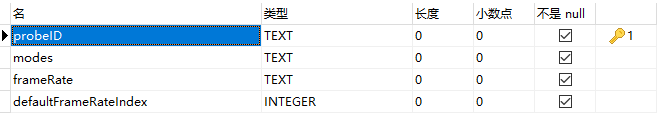 名 类型 长度 小数点 不是 null
probeID TEXT 0 0 1
modes TEXT 0 0
frameRate TEXT 0 0
defaultFrameRateIndex INTEGER 0 0